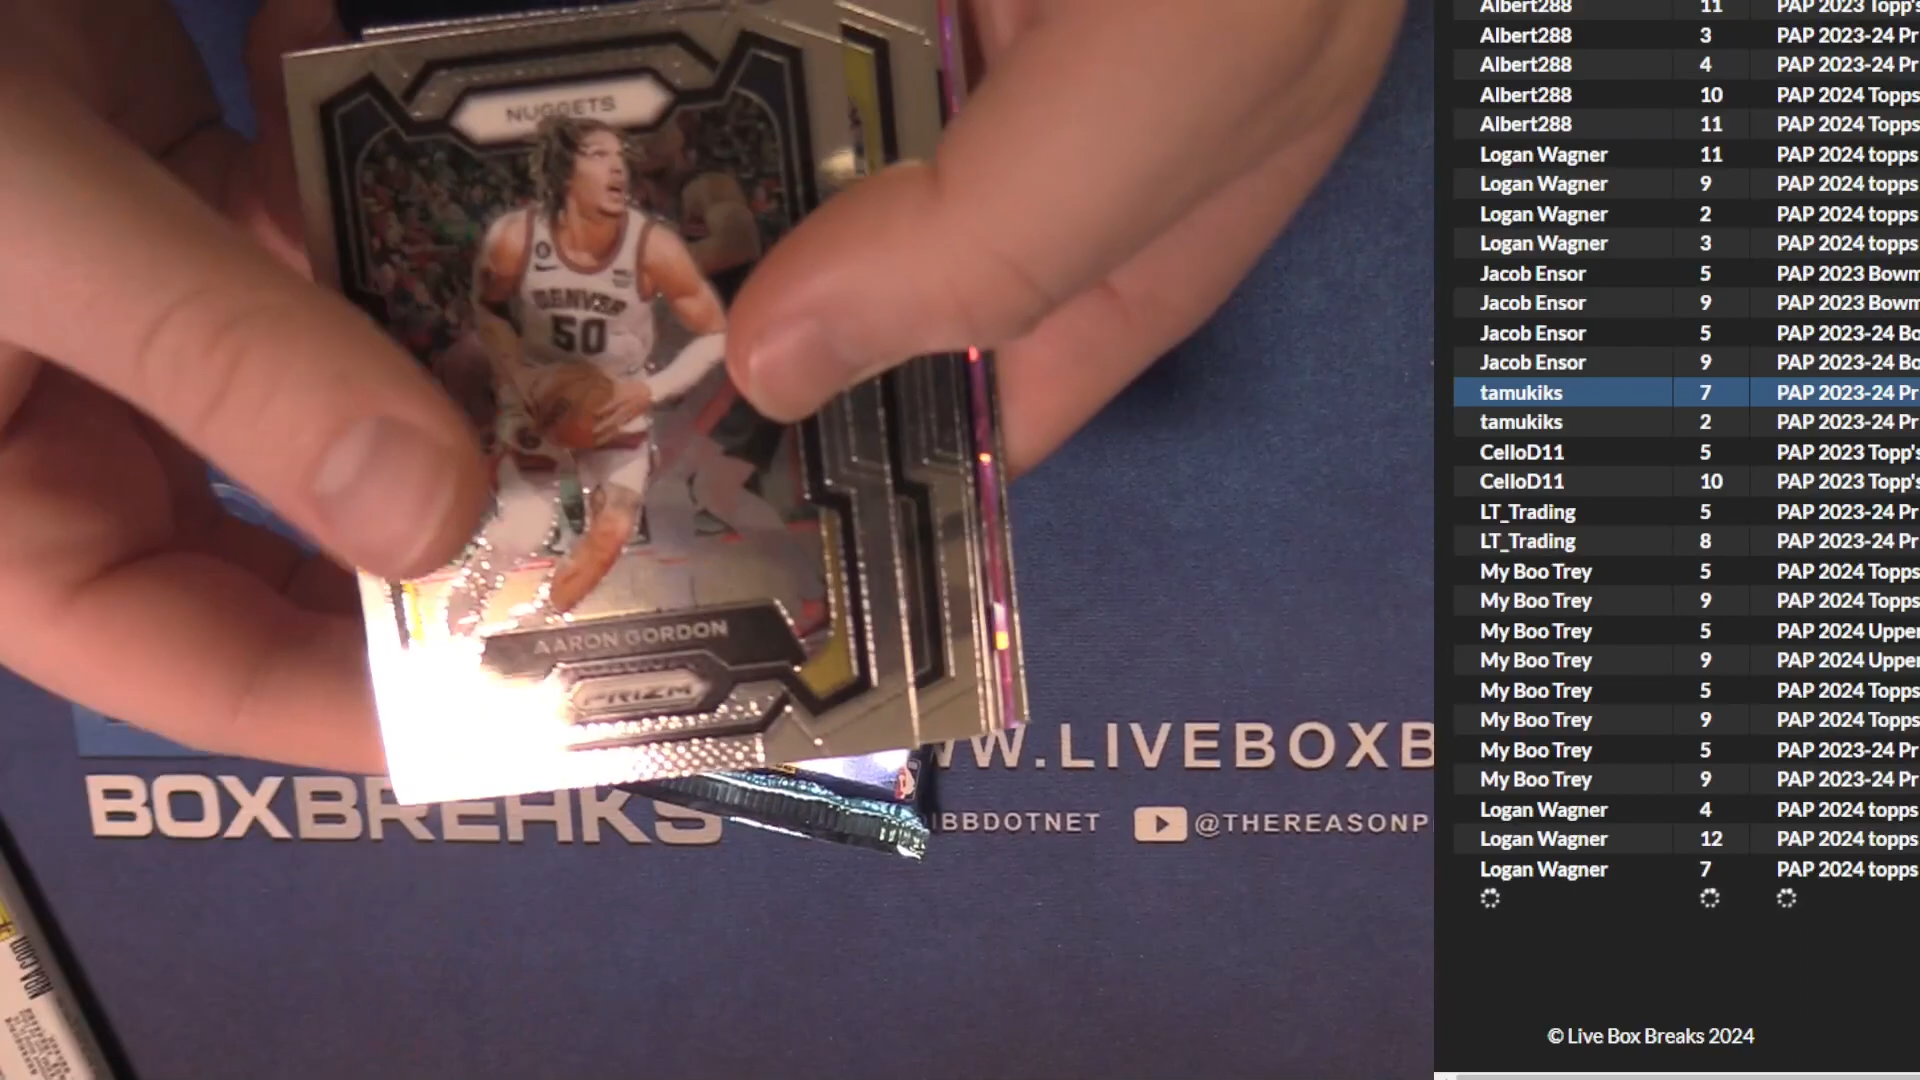 NUGGETS
DENVER
50
AARON GORDON
PRIZM
BOXBREAKS
WW.LIVEBOXB
IBBDOTNET
@THEREASONP
NBA.com
Albert288 11 PAP 2023 Topp's
Albert288 3 PAP 2023-24 Pr
Albert288 4 PAP 2023-24 Pr
Albert288 10 PAP 2024 Topps
Albert288 11 PAP 2024 Topps
Logan Wagner 11 PAP 2024 topps
Logan Wagner 9 PAP 2024 topps
Logan Wagner 2 PAP 2024 topps
Logan Wagner 3 PAP 2024 topps
Jacob Ensor 5 PAP 2023 Bowm
Jacob Ensor 9 PAP 2023 Bowm
Jacob Ensor 5 PAP 2023-24 Bo
Jacob Ensor 9 PAP 2023-24 Bo
tamukiks 7 PAP 2023-24 Pr
tamukiks 2 PAP 2023-24 Pr
CelloD11 5 PAP 2023 Topp's
CelloD11 10 PAP 2023 Topp's
LT_Trading 5 PAP 2023-24 Pr
LT_Trading 8 PAP 2023-24 Pr
My Boo Trey 5 PAP 2024 Topps
My Boo Trey 9 PAP 2024 Topps
My Boo Trey 5 PAP 2024 Upper
My Boo Trey 9 PAP 2024 Upper
My Boo Trey 5 PAP 2024 Topps
My Boo Trey 9 PAP 2024 Topps
My Boo Trey 5 PAP 2023-24 Pr
My Boo Trey 9 PAP 2023-24 Pr
Logan Wagner 4 PAP 2024 topps
Logan Wagner 12 PAP 2024 topps
Logan Wagner 7 PAP 2024 topps
© Live Box Breaks 2024